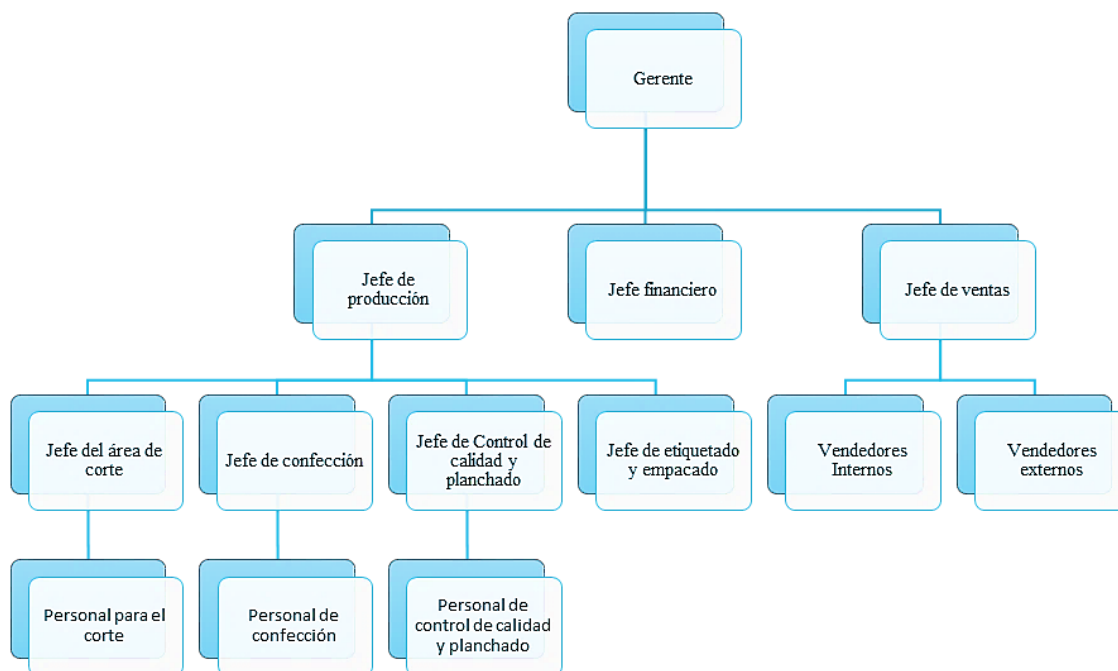 Gerente
Jefe de
producción
Jefe financiero
Jefe de ventas
Jefe del área de
corte
Jefe de confección
Jefe de Control de
calidad y
planchado
Jefe de etiquetado
y empacado
Vendedores
Internos
Vendedores
externos
Personal para el
corte
Personal de
confección
Personal de
control de calidad
y planchado